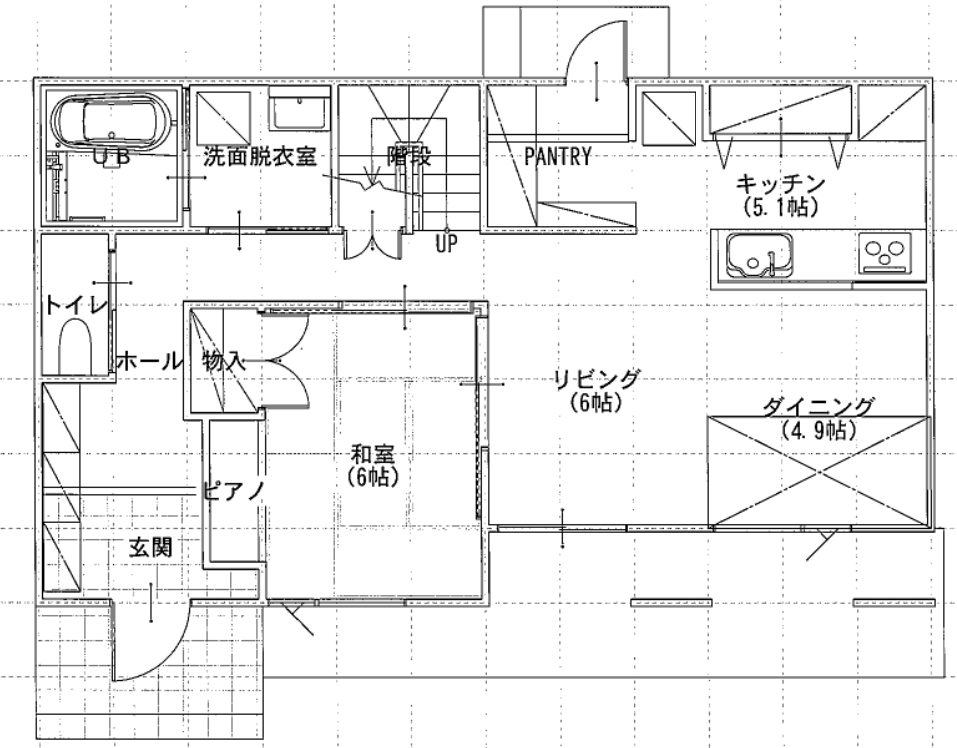 UB
洗面脱衣室
階段
PANTRY
キッチン
(5.1帖)
UP
トイレ
ホール
物入
リビング
(6帖)
ダイニング
(4.9帖)
和室
(6帖)
ピアノ
玄関